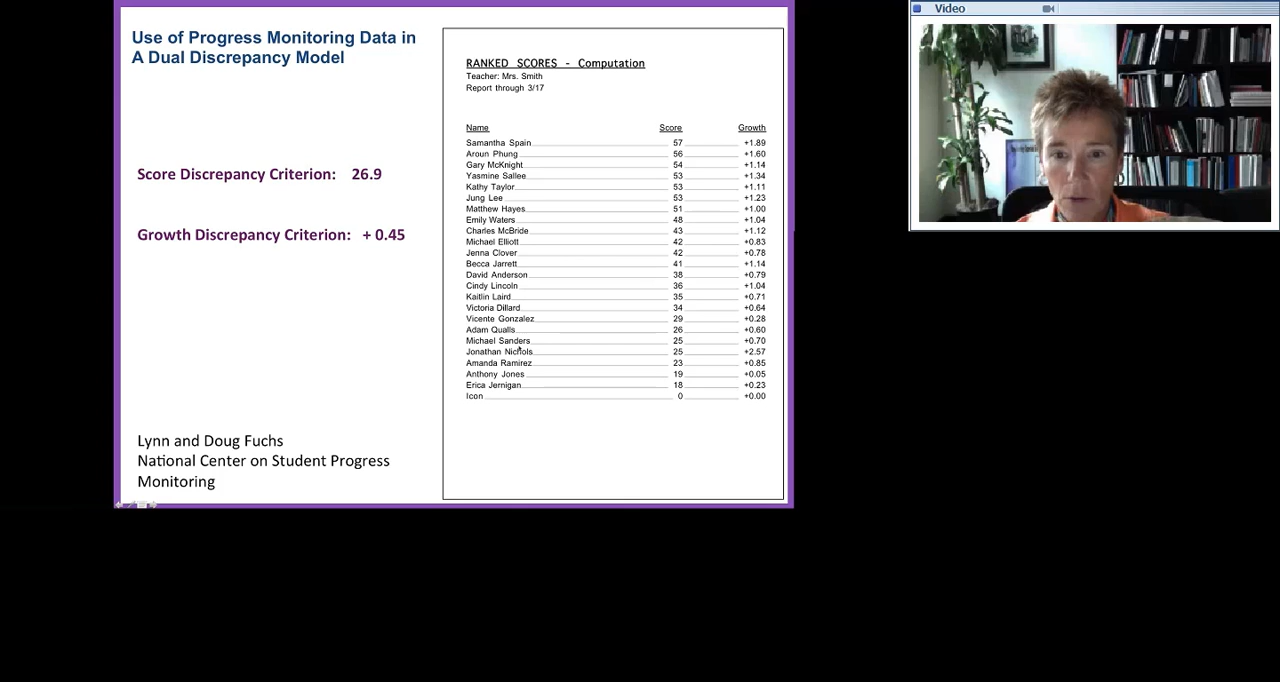 Use of Progress Monitoring Data in
A Dual Discrepancy Model
Score Discrepancy Criterion: 26.9
Growth Discrepancy Criterion: + 0.45
Lynn and Doug Fuchs
National Center on Student Progress
Monitoring
RANKED SCORES - Computation
Teacher: Mrs. Smith
Report through 3/17
Name Score Growth
Samantha Spain 57 +1.89
Aroun Phung 56 +1.60
Gary McKnight 54 +1.14
Yasmine Sallee 53 +1.34
Kathy Taylor 53 +1.11
Jung Lee 53 +1.23
Matthew Hayes 51 +1.00
Emily Waters 48 +1.04
Charles McBride 43 +1.12
Michael Elliott 42 +0.83
Jenna Clover 42 +0.78
Becca Jarrett 41 +1.14
David Anderson 38 +0.79
Cindy Lincoln 36 +1.04
Kaitlin Laird 35 +0.71
Victoria Dillard 34 +0.64
Vicente Gonzalez 29 +0.28
Adam Qualls 26 +0.60
Michael Sanders 25 +0.70
Jonathan Nichols 25 +2.57
Amanda Ramirez 23 +0.85
Anthony Jones 19 +0.05
Erica Jernigan 18 +0.23
Icon 0 +0.00
Video